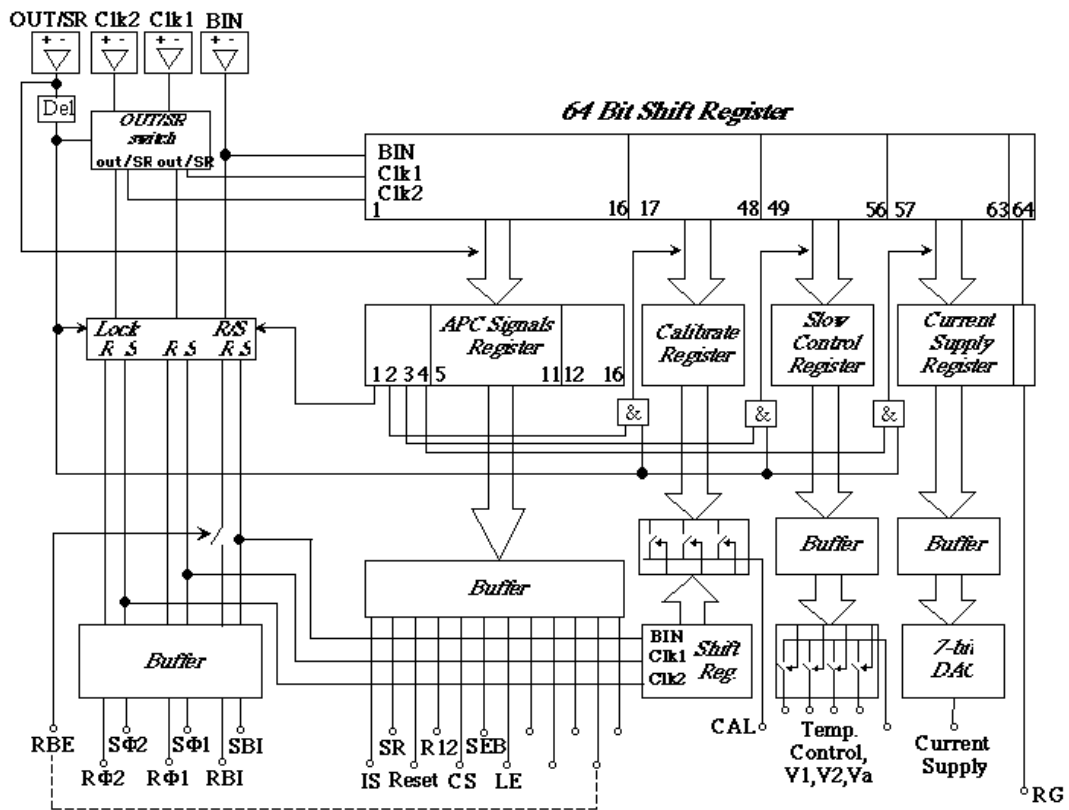 OUT/SR Clk2 Clk1 BIN
+ - + - + - + -
Del
OUT/SR
switch
out/SR out/SR
64 Bit Shift Register
BIN
Clk1
Clk2
1 16 17 48 49 56 57 63 64
Lock R/S
R S R S R S
APC Signals
Register
1 2 3 4 5 11 12 16
Calibrate
Register
Slow
Control
Register
Current
Supply
Register
& & &
Buffer
Buffer
Buffer
Buffer
BIN
Clk1
Clk2
Shift
Reg.
7-bit
DAC
RBE SΦ2 SΦ1 SBI
RΦ2 RΦ1 RBI
SR R12 SEB
IS Reset CS LE
CAL
Temp.
Control,
V1,V2,Va
Current
Supply
RG